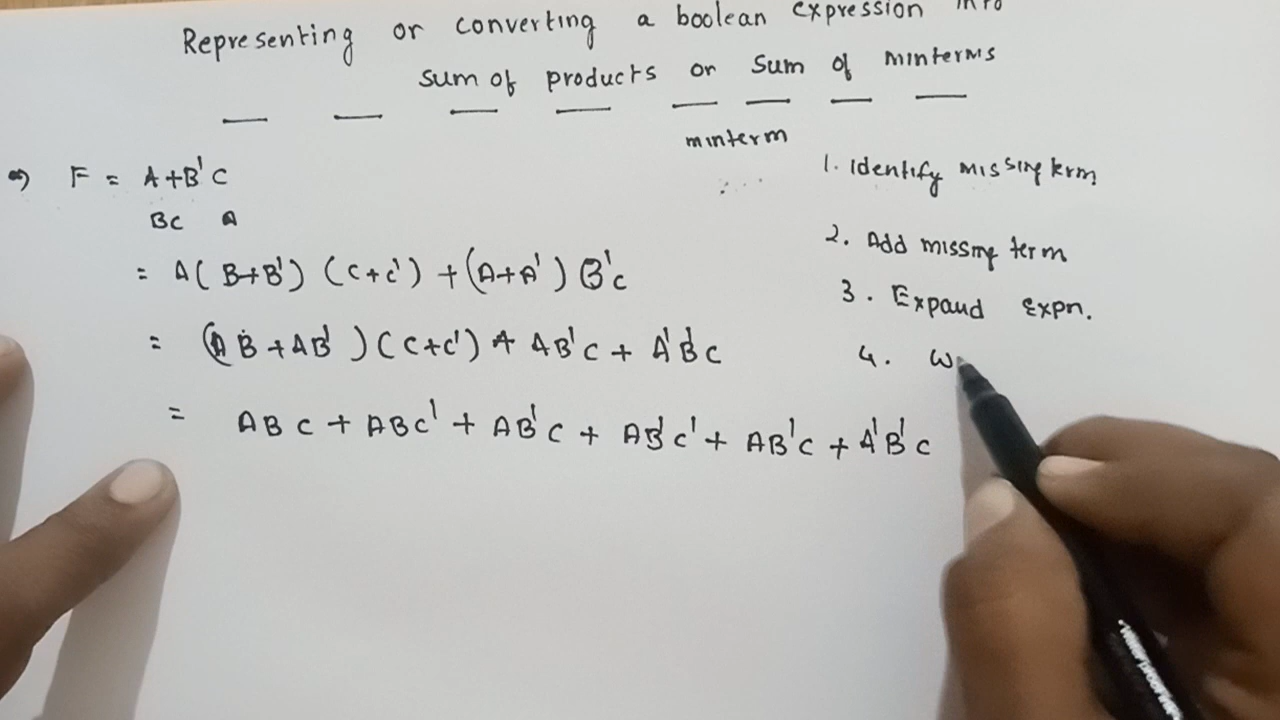 Representing or converting a boolean expression into
sum of products or sum of minterms
minterm
F = A+B'C
BC A
= A(B+B')(C+C')+(A+A')B'C
= (AB+AB')(C+C')+AB'C+A'B'C
= ABC+ABC'+AB'C+AB'C'+AB'C+A'B'C
1. Identify missing term
2. Add missing term
3. Expand expn.
4. W